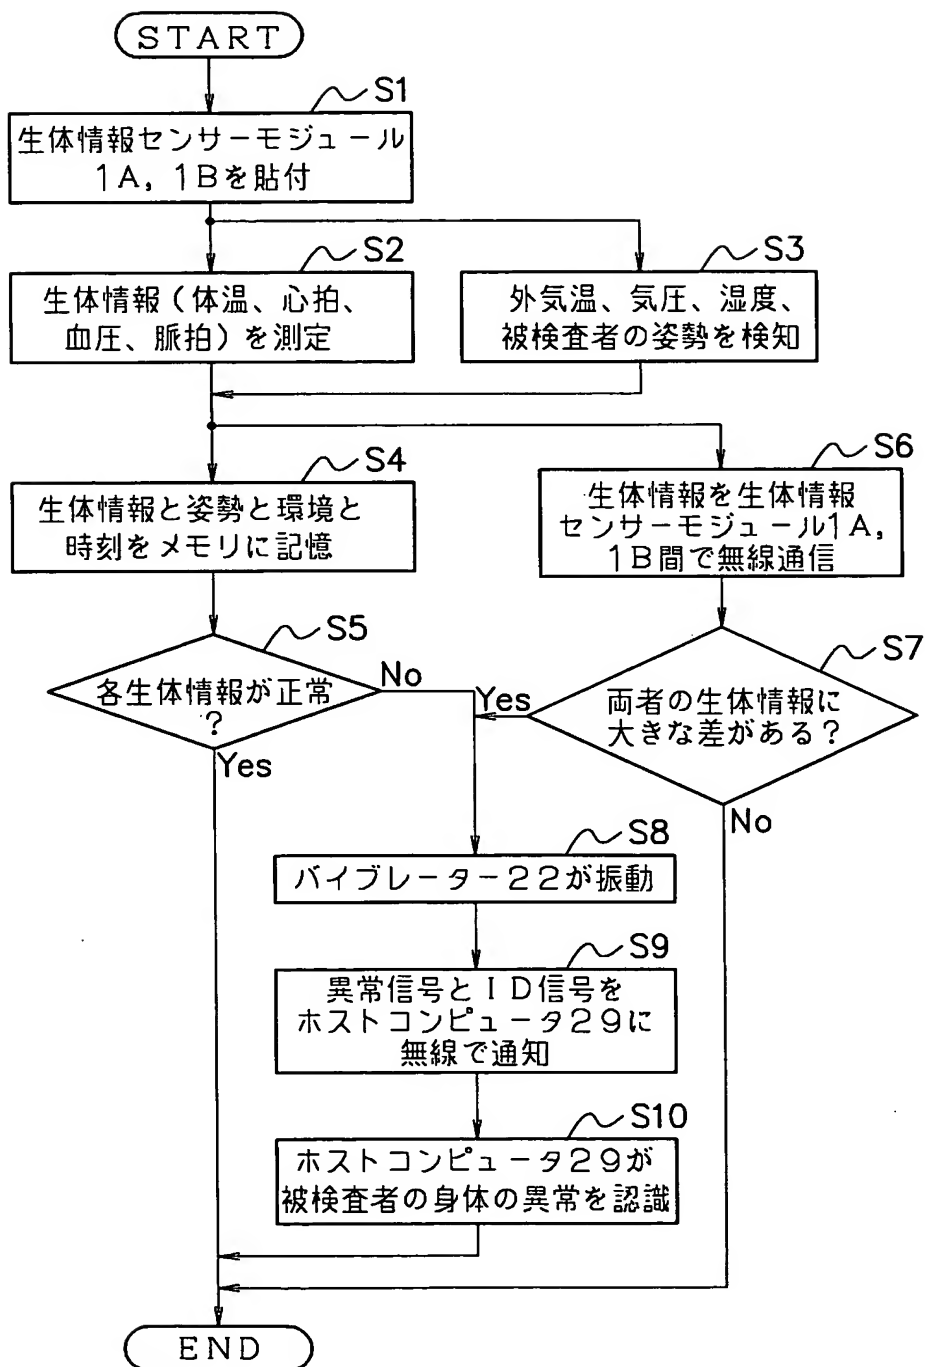 START
S1
生体情報センサーモジュール
1A，1Bを貼付
S2
生体情報（体温、心拍、
血圧、脈拍）を測定
S3
外気温、気圧、湿度、
被検査者の姿勢を検知
S4
生体情報と姿勢と環境と
時刻をメモリに記憶
S6
生体情報を生体情報
センサーモジュール1A，
1B間で無線通信
S5
各生体情報が正常
？
No
Yes
S7
両者の生体情報に
大きな差がある？
Yes
No
S8
バイブレーター22が振動
S9
異常信号とID信号を
ホストコンピュータ29に
無線で通知
S10
ホストコンピュータ29が
被検査者の身体の異常を認識
END